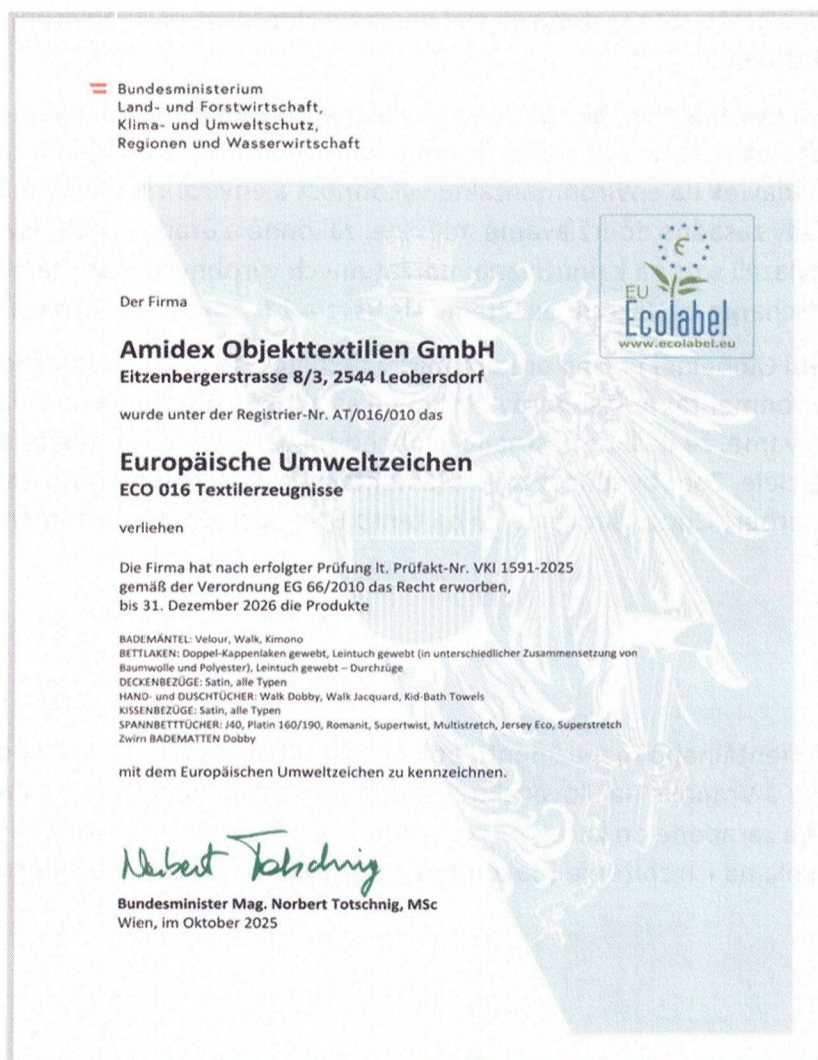 Bundesministerium
Land- und Forstwirtschaft,
Klima- und Umweltschutz,
Regionen und Wasserwirtschaft
EU
Ecolabel
www.ecolabel.eu
Der Firma
Amidex Objekttextilien GmbH
Eitzenbergerstrasse 8/3, 2544 Leobersdorf
wurde unter der Registrier-Nr. AT/016/010 das
Europäische Umweltzeichen
ECO 016 Textilerzeugnisse
verliehen
Die Firma hat nach erfolgter Prüfung lt. Prüfakt-Nr. VKI 1591-2025
gemäß der Verordnung EG 66/2010 das Recht erworben,
bis 31. Dezember 2026 die Produkte
BADEMÄNTEL: Velour, Walk, Kimono
BETTLAKEN: Doppel-Kappenlaken gewebt, Leintuch gewebt (in unterschiedlicher Zusammensetzung von
Baumwolle und Polyester), Leintuch gewebt – Durchzüge
DECKENBEZÜGE: Satin, alle Typen
HAND- und DUSCHTÜCHER: Walk Dobby, Walk Jacquard, Kid-Bath Towels
KISSENBEZÜGE: Satin, alle Typen
SPANNBETTTÜCHER: J40, Platin 160/190, Romanit, Supertwist, Multistretch, Jersey Eco, Superstretch
Zwirn BADEMATTEN Dobby
mit dem Europäischen Umweltzeichen zu kennzeichnen.
Norbert Totschnig
Bundesminister Mag. Norbert Totschnig, MSc
Wien, im Oktober 2025